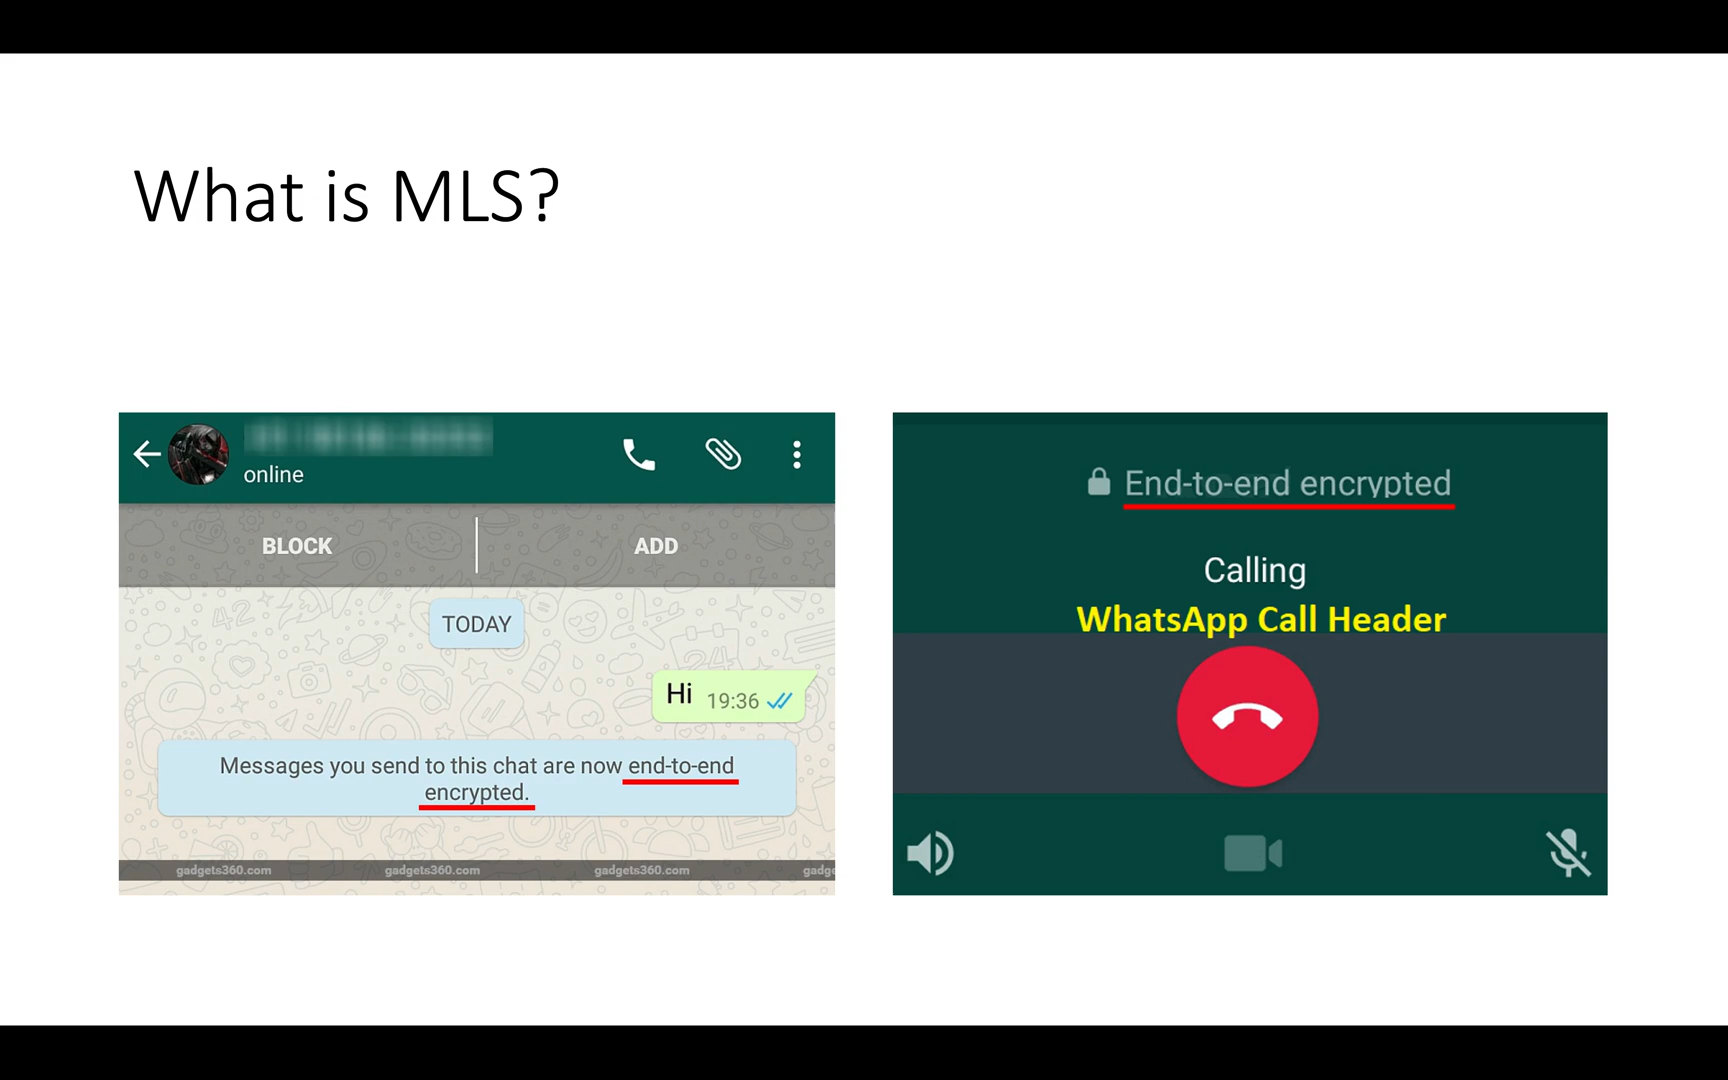 What is MLS?
online
BLOCK
ADD
TODAY
Hi 19:36
Messages you send to this chat are now end-to-end
encrypted.
gadgets360.com gadgets360.com gadgets360.com gadge
End-to-end encrypted
Calling
WhatsApp Call Header